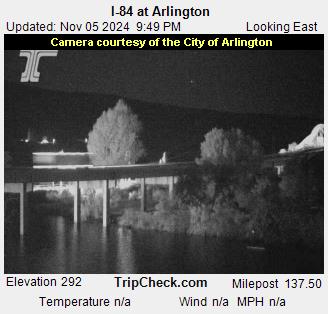 I-84 at Arlington
Updated: Nov 05 2024 9:49 PM Looking East
Camera courtesy of the City of Arlington
Elevation 292 TripCheck.com Milepost 137.50
Temperature n/a Wind n/a MPH n/a